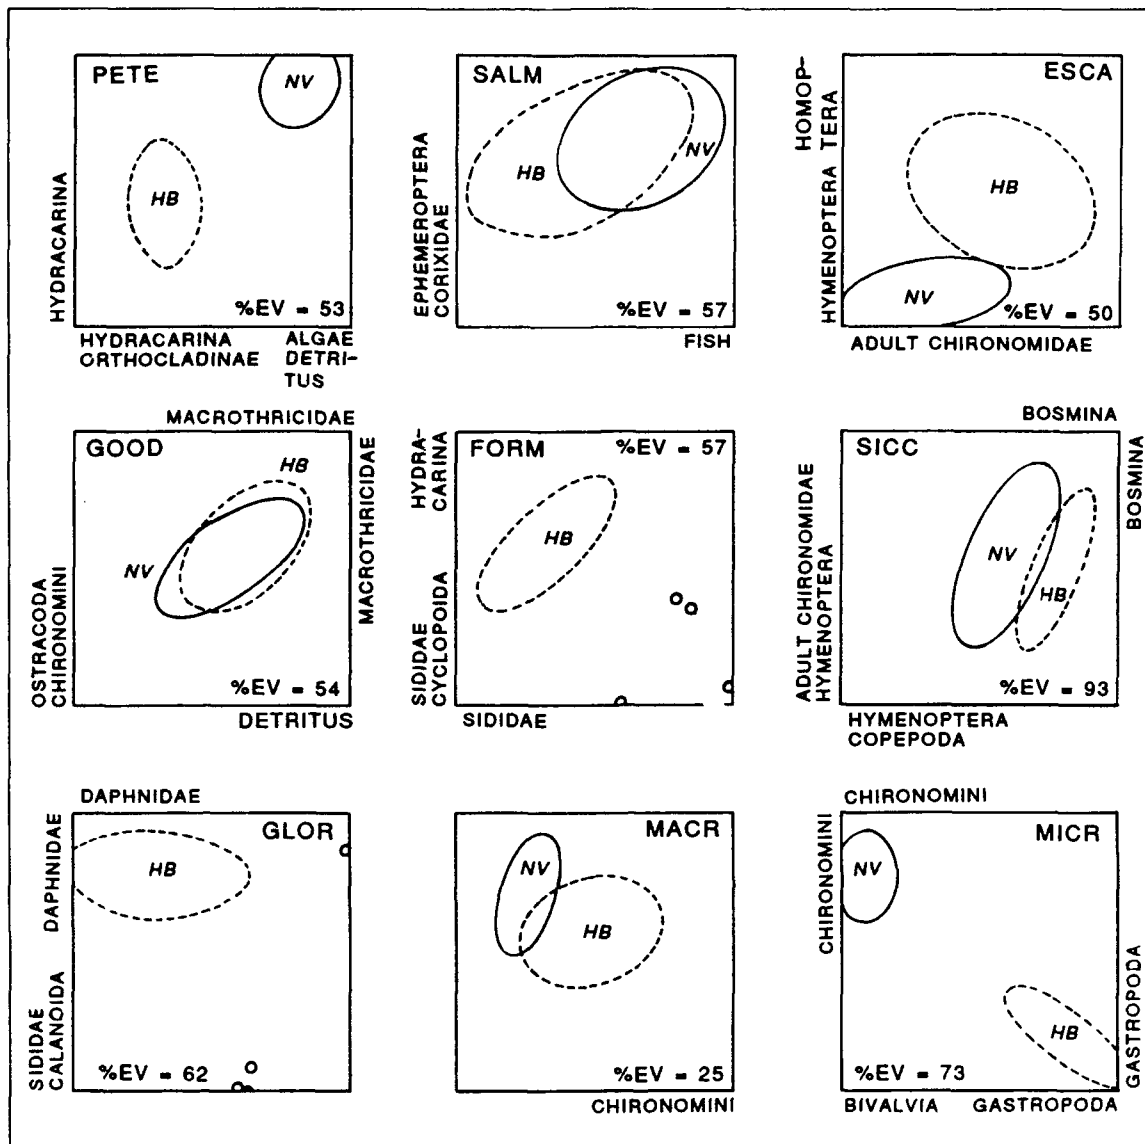 PETE
NV
HB
%EV = 53
HYDRACARINA
HYDRACARINA
ORTHOCLADINAE
ALGAE
DETRI-
TUS
SALM
HB
NV
%EV = 57
EPHEMEROPTERA
CORIXIDAE
FISH
ESCA
HB
NV
%EV = 50
HYMENOPTERA
HOMOP-
TERA
ADULT CHIRONOMIDAE
MACROTHRICIDAE
GOOD
HB
NV
%EV = 54
OSTRACODA
CHIRONOMINI
MACROTHRICIDAE
DETRITUS
FORM
%EV = 57
HB
HYDRA-
CARINA
SIDIDAE
CYCLOPOIDA
SIDIDAE
BOSMINA
SICC
NV
HB
%EV = 93
ADULT CHIRONOMIDAE
HYMENOPTERA
BOSMINA
HYMENOPTERA
COPEPODA
DAPHNIDAE
GLOR
HB
%EV = 62
DAPHNIDAE
SIDIDAE
CALANOIDA
MACR
NV
HB
%EV = 25
CHIRONOMINI
CHIRONOMINI
MICR
NV
HB
%EV = 73
CHIRONOMINI
GASTROPODA
BIVALVIA
GASTROPODA